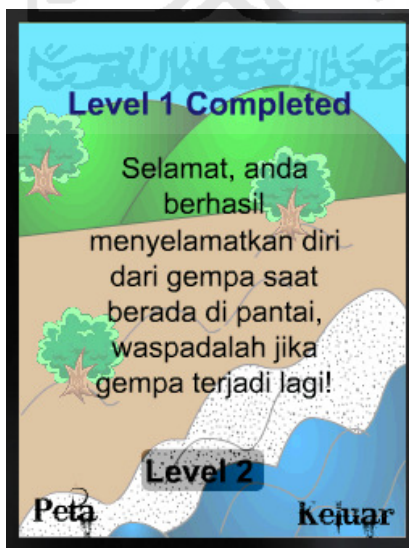 Level 1 Completed
Selamat, anda
berhasil
menyelamatkan diri
dari gempa saat
berada di pantai,
waspadalah jika
gempa terjadi lagi!
Level 2
Peta
Keluar